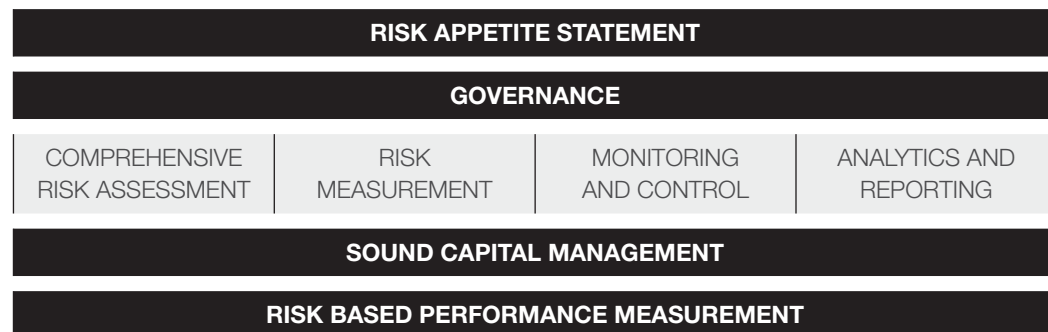 RISK APPETITE STATEMENT
GOVERNANCE
COMPREHENSIVE
RISK ASSESSMENT
RISK
MEASUREMENT
MONITORING
AND CONTROL
ANALYTICS AND
REPORTING
SOUND CAPITAL MANAGEMENT
RISK BASED PERFORMANCE MEASUREMENT